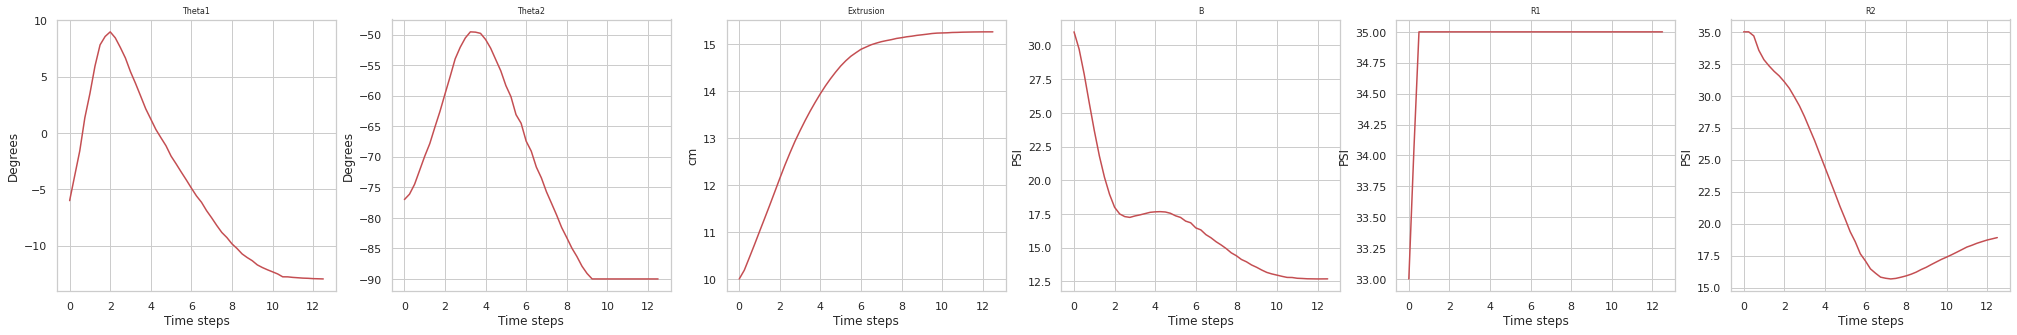 Theta1
Degrees
10
5
0
−5
−10
0 2 4 6 8 10 12
Time steps
Theta2
Degrees
−50
−55
−60
−65
−70
−75
−80
−85
−90
0 2 4 6 8 10 12
Time steps
Extrusion
cm
15
14
13
12
11
10
0 2 4 6 8 10 12
Time steps
B
PSI
30.0
27.5
25.0
22.5
20.0
17.5
15.0
12.5
0 2 4 6 8 10 12
Time steps
R1
PSI
35.00
34.75
34.50
34.25
34.00
33.75
33.50
33.25
33.00
0 2 4 6 8 10 12
Time steps
R2
PSI
35.0
32.5
30.0
27.5
25.0
22.5
20.0
17.5
15.0
0 2 4 6 8 10 12
Time steps